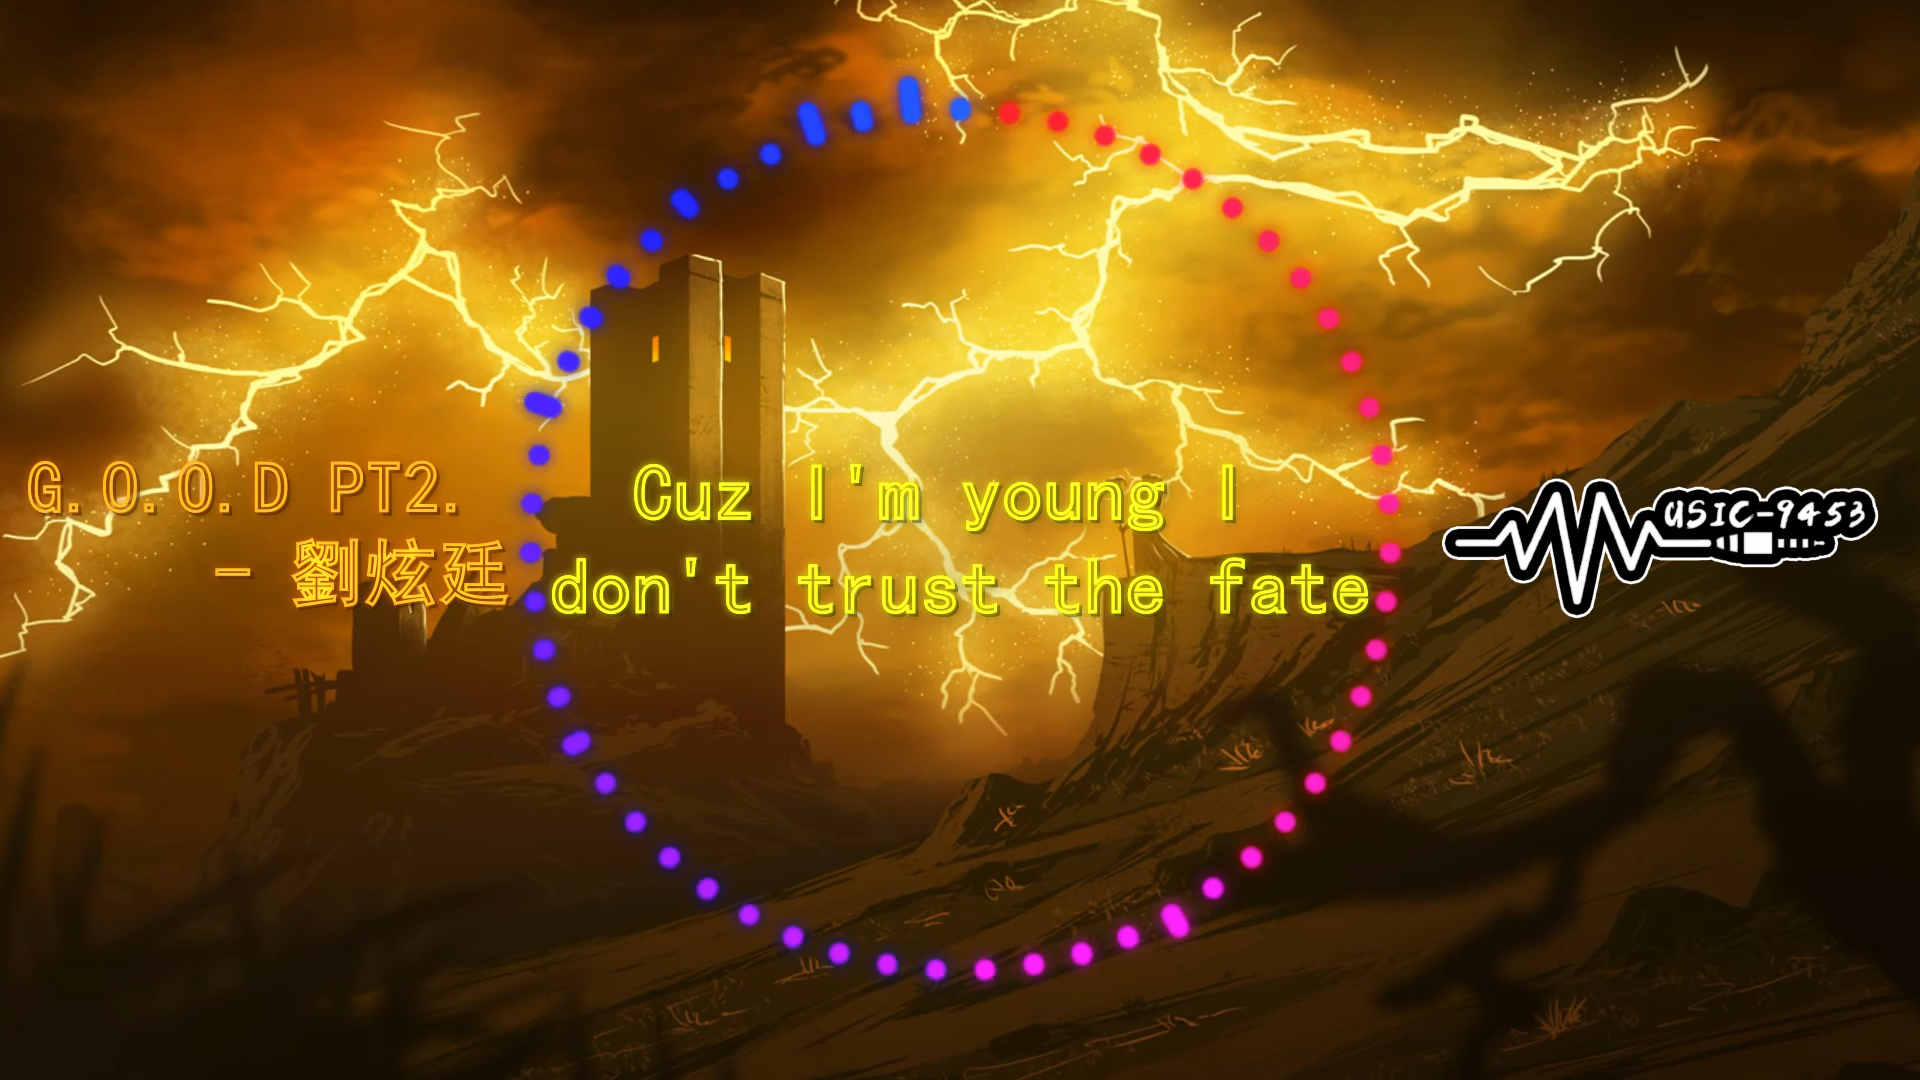 G.O.O.D PT2.
- 劉炫廷
Cuz I'm young I
don't trust the fate
USIC-9453